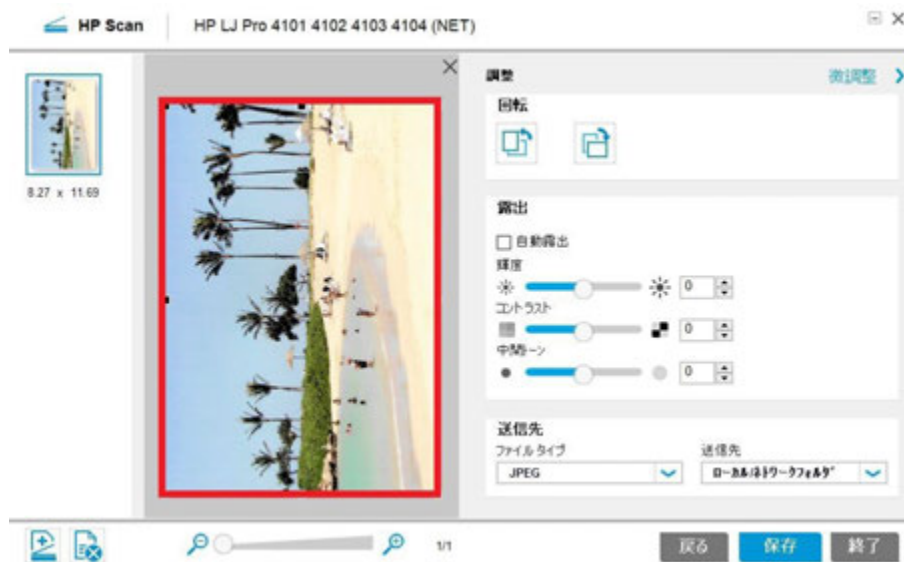 HP Scan
HP LJ Pro 4101 4102 4103 4104 (NET)
8.27 x 11.69
調整
微調整
回転
露出
自動露出
輝度
0
コントラスト
0
中間トーン
0
送信先
ファイルタイプ
送信先
JPEG
ローカル/ネットワークフォルダ
1/1
戻る
保存
終了